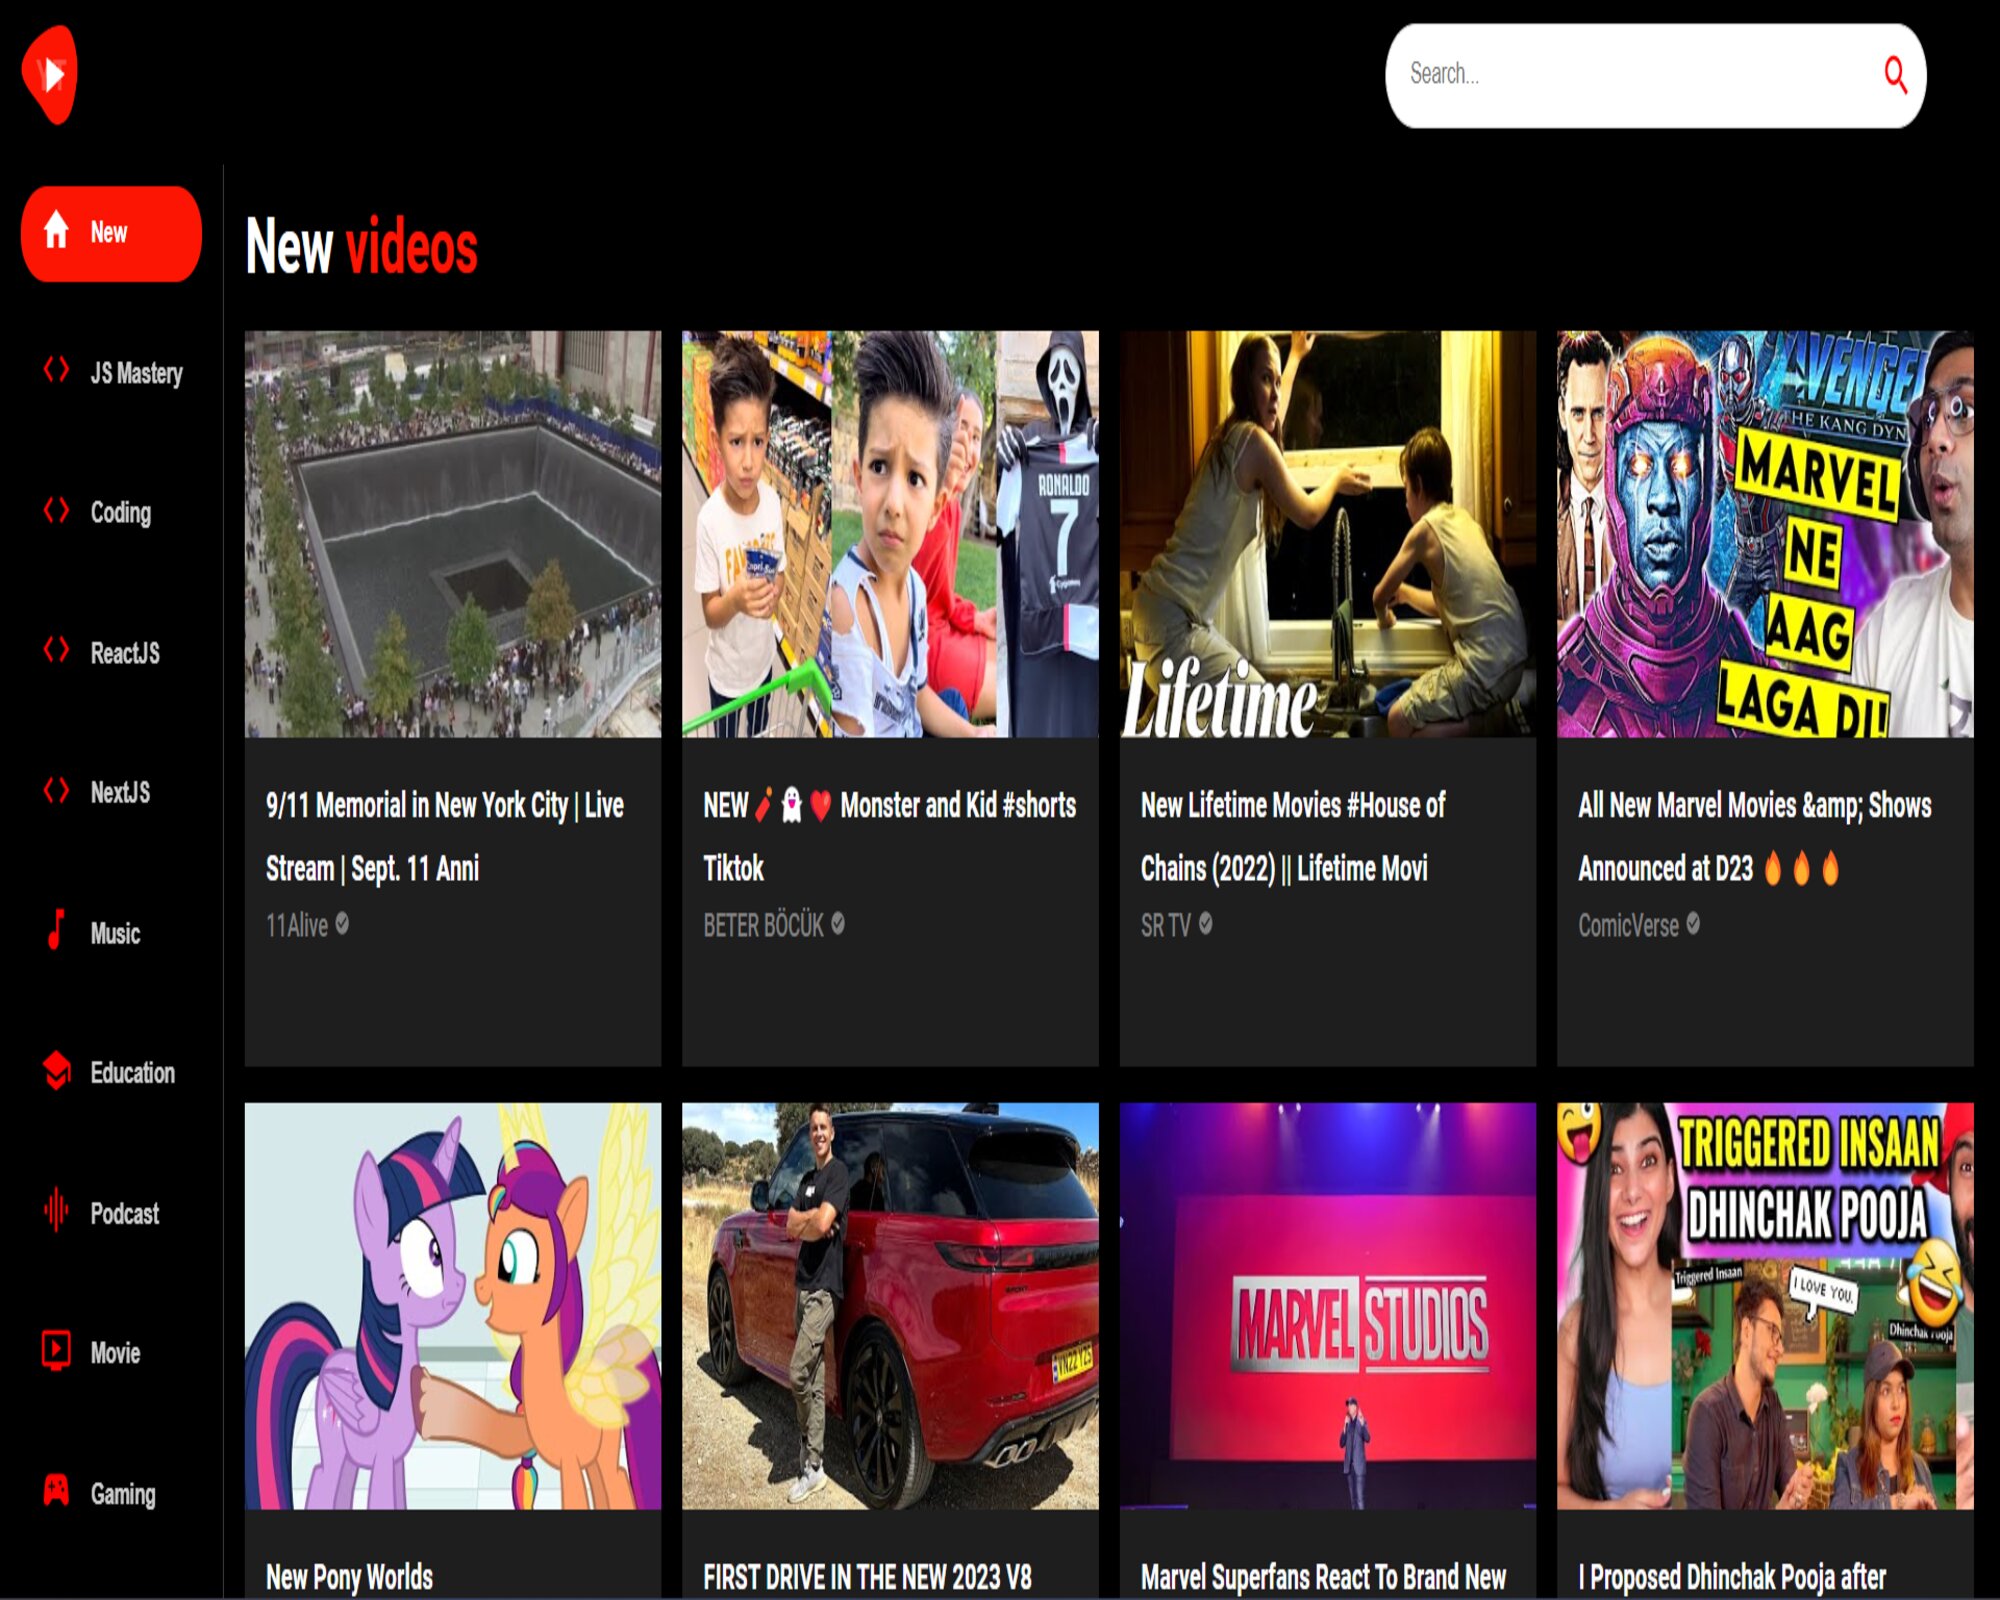 YT
Search...
New
JS Mastery
Coding
ReactJS
NextJS
Music
Education
Podcast
Movie
Gaming
New videos
RONALDO
7
Lifetime
AVENGE
THE KANG DYN
MARVEL
NE
AAG
LAGA DI!
9/11 Memorial in New York City | Live
Stream | Sept. 11 Anni
11Alive
NEW🧨👻❤️ Monster and Kid #shorts
Tiktok
BETER BÖCÜK
New Lifetime Movies #House of
Chains (2022) || Lifetime Movi
SR TV
All New Marvel Movies &amp; Shows
Announced at D23 🔥🔥🔥
ComicVerse
MARVEL STUDIOS
TRIGGERED INSAAN
DHINCHAK POOJA
Triggered Insaan
I LOVE YOU.
Dhinchak Pooja
New Pony Worlds
FIRST DRIVE IN THE NEW 2023 V8
Marvel Superfans React To Brand New
I Proposed Dhinchak Pooja after